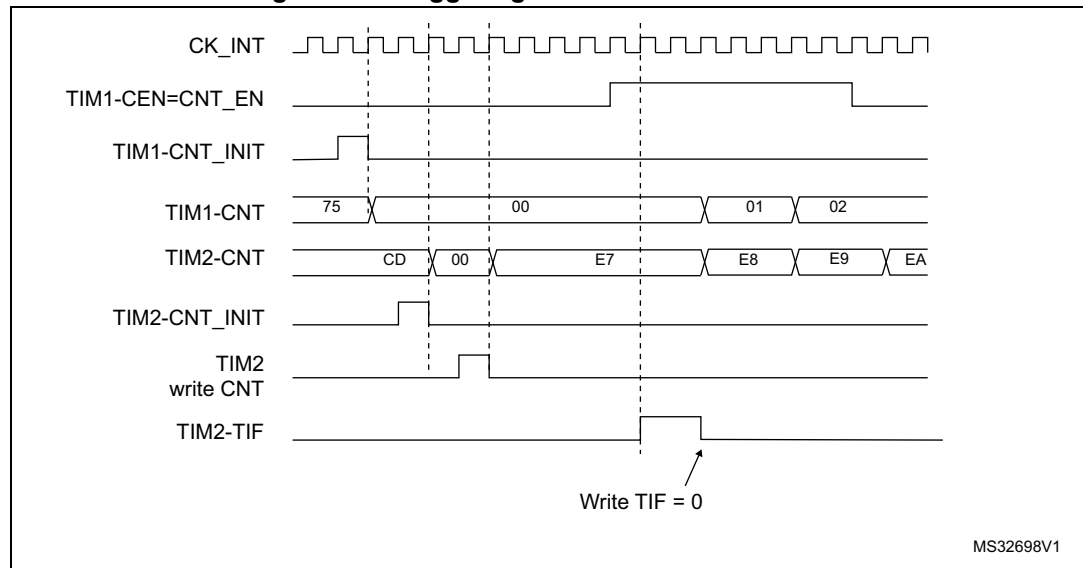 CK_INT
TIM1-CEN=CNT_EN
TIM1-CNT_INIT
TIM1-CNT 75 00 01 02
TIM2-CNT CD 00 E7 E8 E9 EA
TIM2-CNT_INIT
TIM2
write CNT
TIM2-TIF
Write TIF = 0
MS32698V1